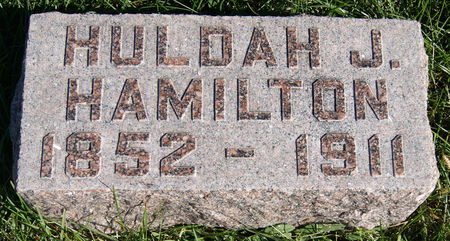 HULDAH J.
HAMILTON
1852 - 1911